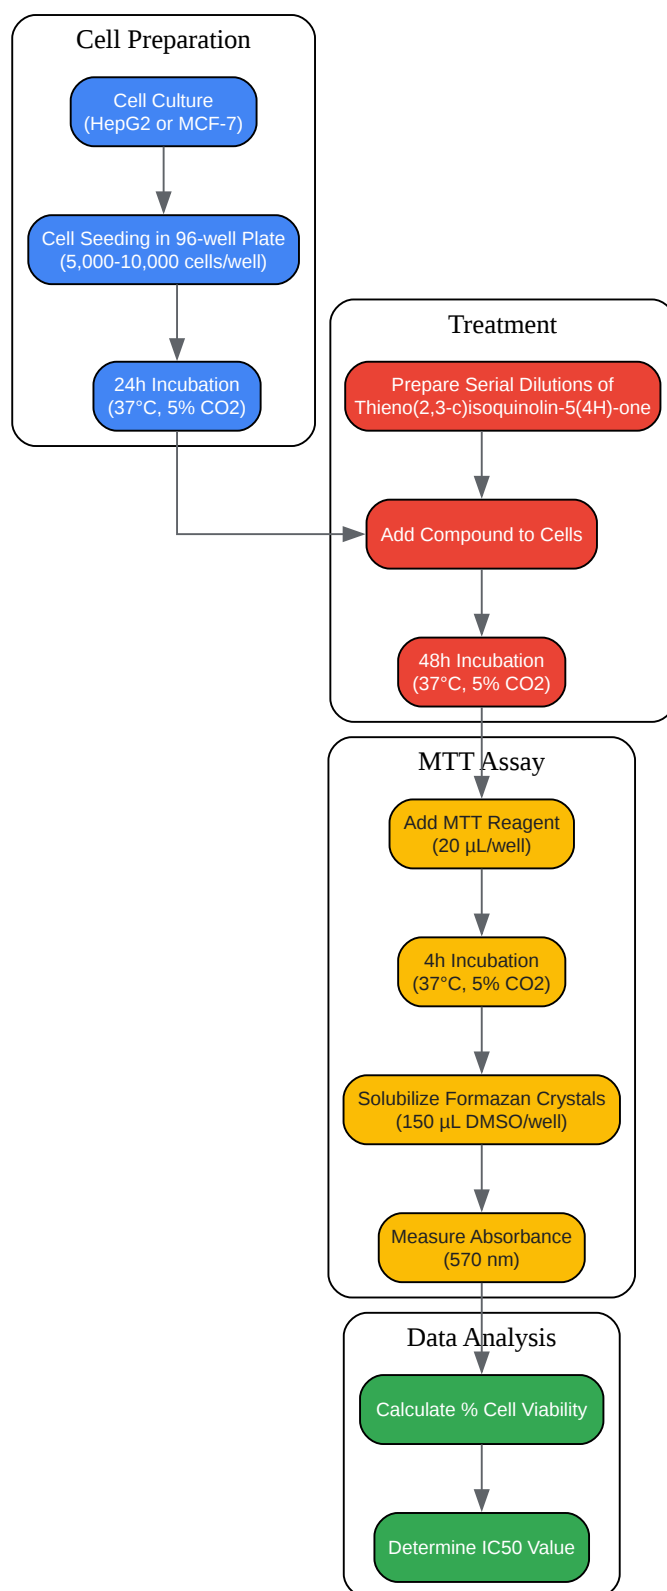 Cell Preparation
Cell Culture
(HepG2 or MCF-7)
Cell Seeding in 96-well Plate
(5,000-10,000 cells/well)
24h Incubation
(37°C, 5% CO2)
Treatment
Prepare Serial Dilutions of
Thieno(2,3-c)isoquinolin-5(4H)-one
Add Compound to Cells
48h Incubation
(37°C, 5% CO2)
MTT Assay
Add MTT Reagent
(20 µL/well)
4h Incubation
(37°C, 5% CO2)
Solubilize Formazan Crystals
(150 µL DMSO/well)
Measure Absorbance
(570 nm)
Data Analysis
Calculate % Cell Viability
Determine IC50 Value